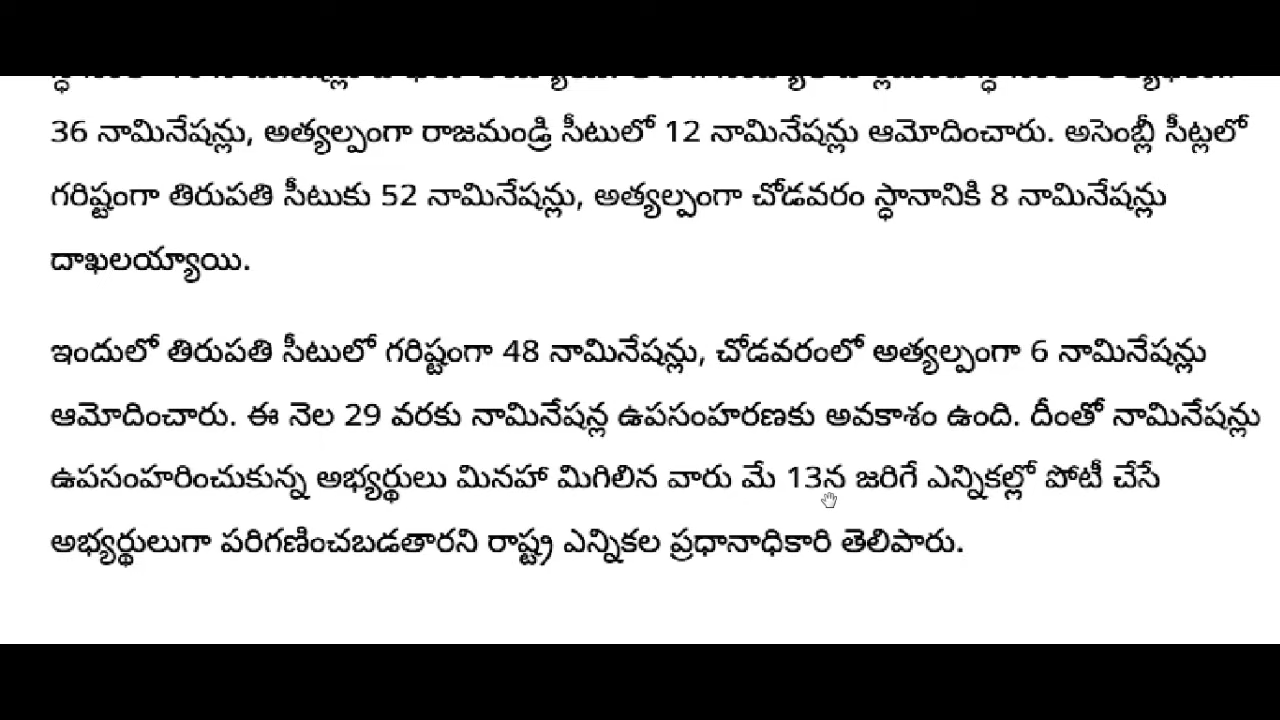 36 నామినేషన్లు, అత్యల్పంగా రాజమండ్రి సీటులో 12 నామినేషన్లు ఆమోదించారు. అసెంబ్లీ సీట్లలో
గరిష్టంగా తిరుపతి సీటుకు 52 నామినేషన్లు, అత్యల్పంగా చోడవరం స్ధానానికి 8 నామినేషన్లు
దాఖలయ్యాయి.
ఇందులో తిరుపతి సీటులో గరిష్టంగా 48 నామినేషన్లు, చోడవరంలో అత్యల్పంగా 6 నామినేషన్లు
ఆమోదించారు. ఈ నెల 29 వరకు నామినేషన్ల ఉపసంహరణకు అవకాశం ఉంది. దీంతో నామినేషన్లు
ఉపసంహరించుకున్న అభ్యర్థులు మినహా మిగిలిన వారు మే 13న జరిగే ఎన్నికల్లో పోటీ చేసే
అభ్యర్థులుగా పరిగణించబడతారని రాష్ట్ర ఎన్నికల ప్రధానాధికారి తెలిపారు.